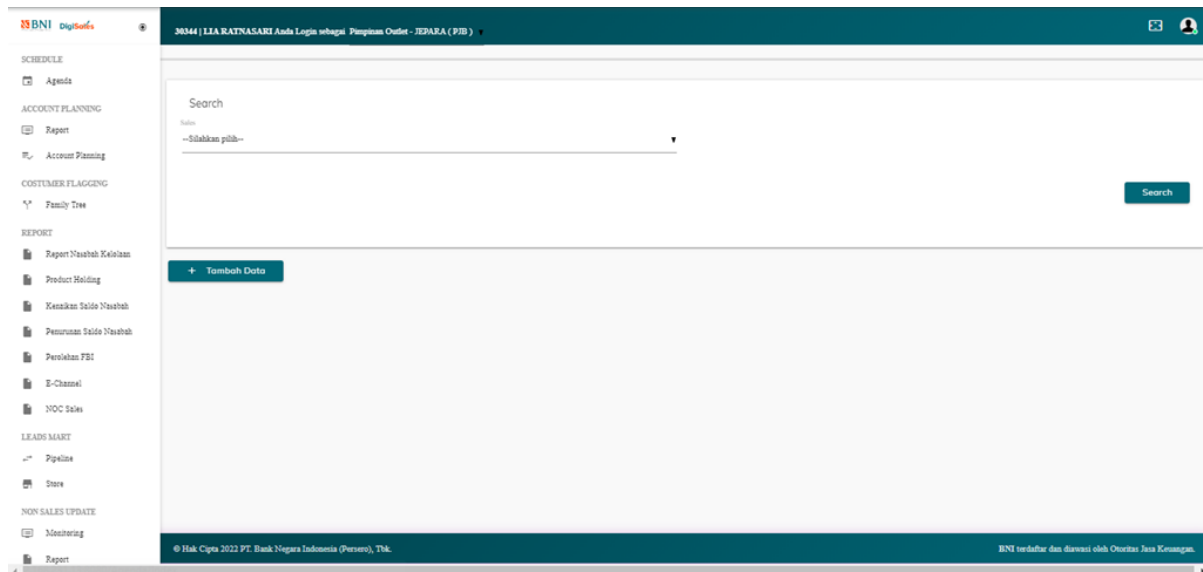 BNI DigiSales
30344 | LIA RATNASARI Anda Login sebagai Pimpinan Outlet - JEPARA ( PJB )
SCHEDULE
Agenda
ACCOUNT PLANNING
Report
Account Planning
COSTUMER FLAGGING
Family Tree
REPORT
Report Nasabah Kelolaan
Product Holding
Kenaikan Saldo Nasabah
Penurunan Saldo Nasabah
Perolehan FBI
E-Channel
NOC Sales
LEADS MART
Pipeline
Store
NON SALES UPDATE
Monitoring
Report
Search
Sales
--Silahkan pilih--
Search
+ Tambah Data
© Hak Cipta 2022 PT. Bank Negara Indonesia (Persero), Tbk.
BNI terdaftar dan diawasi oleh Otoritas Jasa Keuangan.